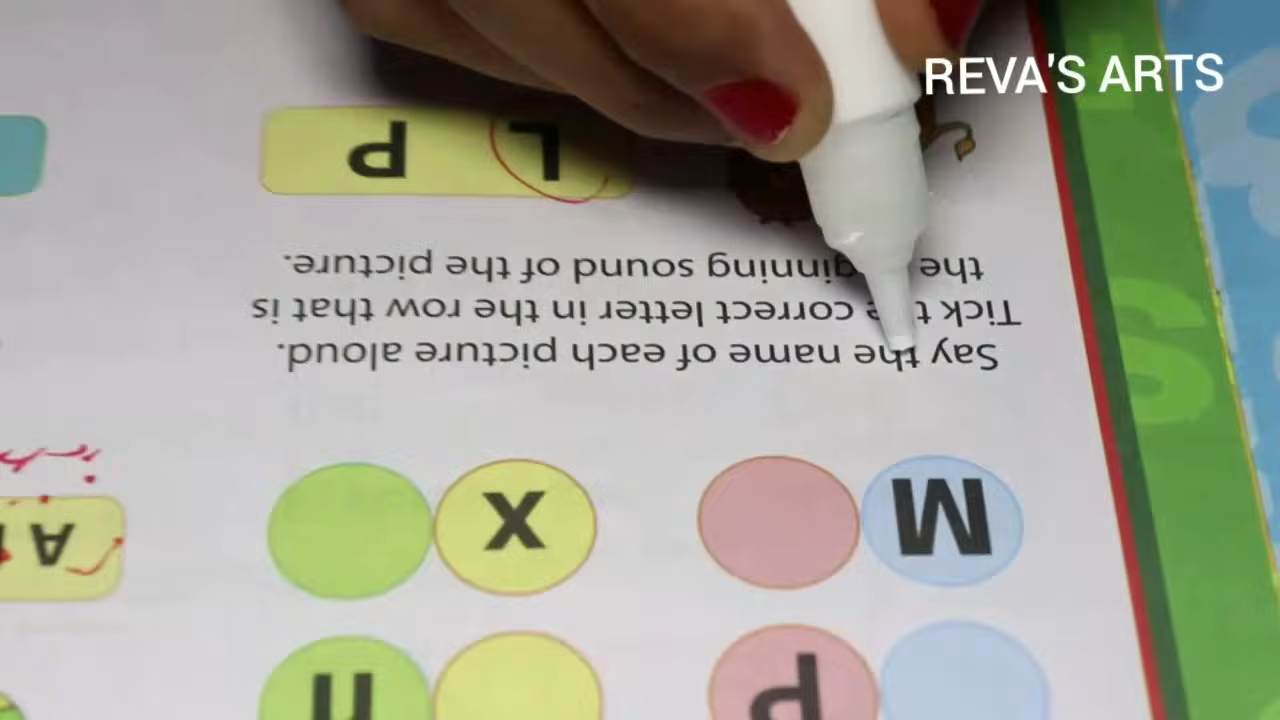 REVA'S ARTS
p n
M X
A
Say the name of each picture aloud.
Tick the correct letter in the row that is
the beginning sound of the picture.
L P
S